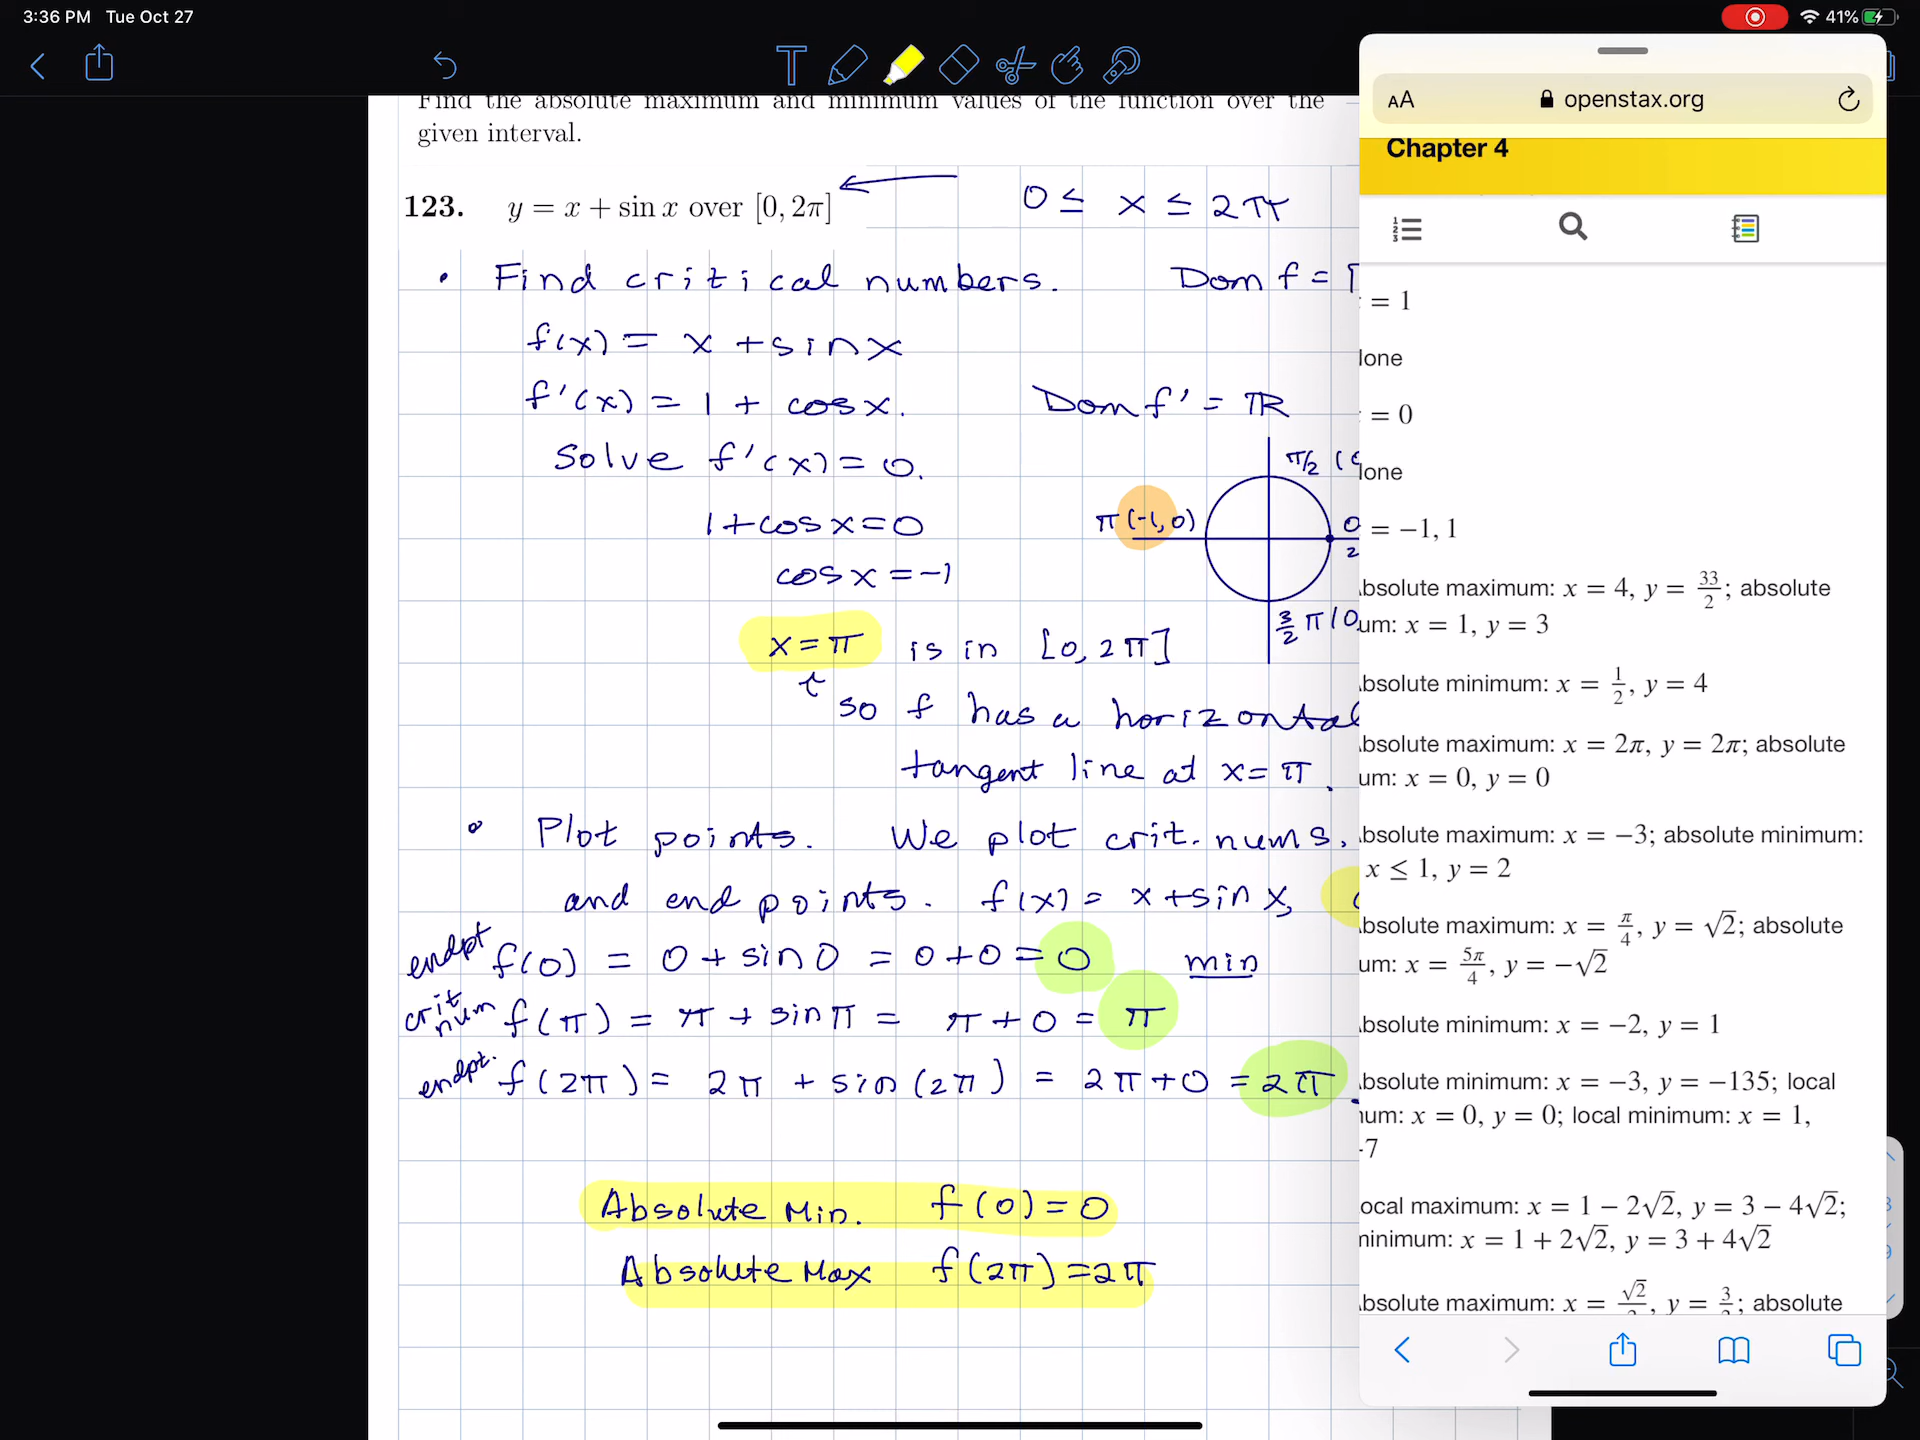 3:36 PM Tue Oct 27
41%
Find the absolute maximum and minimum values of the function over the
given interval.
123. y = x + sin x over [0, 2π]
0 ≤ x ≤ 2π
• Find critical numbers. Dom f =
f(x) = x + sin x
f'(x) = 1 + cos x. Dom f' = ℝ
Solve f'(x) = 0.
π/2
1 + cos x = 0
π (-1, 0)
0
2
cos x = -1
3/2 π (0,
x = π is in [0, 2π]
so f has a horizontal
tangent line at x = π.
• Plot points. We plot crit. nums.
and end points. f(x) = x + sin x,
endpt f(0) = 0 + sin 0 = 0 + 0 = 0 min
crit num f(π) = π + sin π = π + 0 = π
endpt. f(2π) = 2π + sin(2π) = 2π + 0 = 2π
Absolute Min. f(0) = 0
Absolute Max f(2π) = 2π
AA openstax.org
Chapter 4
= 1
lone
= 0
lone
= −1, 1
bsolute maximum: x = 4, y = 33/2; absolute
um: x = 1, y = 3
bsolute minimum: x = 1/2, y = 4
bsolute maximum: x = 2π, y = 2π; absolute
um: x = 0, y = 0
bsolute maximum: x = −3; absolute minimum:
x ≤ 1, y = 2
bsolute maximum: x = π/4, y = √2; absolute
um: x = 5π/4, y = −√2
bsolute minimum: x = −2, y = 1
bsolute minimum: x = −3, y = −135; local
um: x = 0, y = 0; local minimum: x = 1,
-7
ocal maximum: x = 1 − 2√2, y = 3 − 4√2;
ninimum: x = 1 + 2√2, y = 3 + 4√2
bsolute maximum: x = √2/2, y = 3/2; absolute